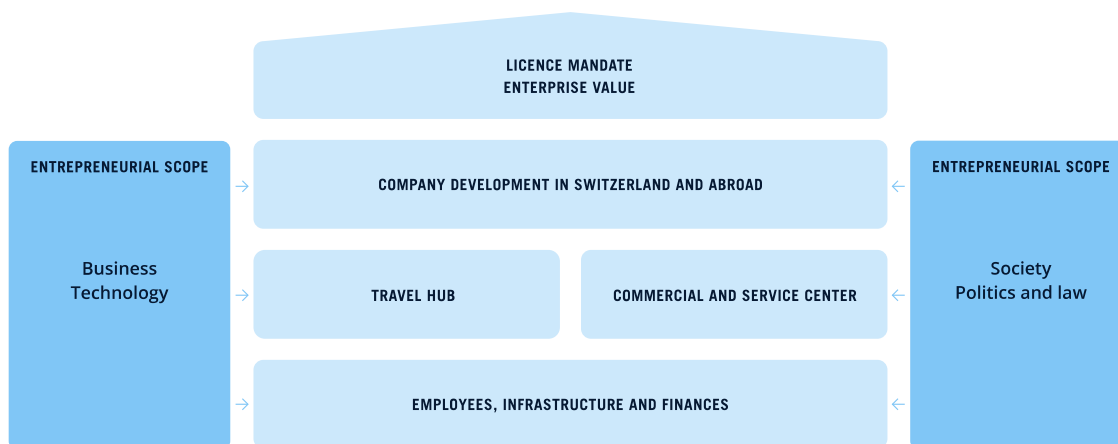 LICENCE MANDATE
ENTERPRISE VALUE
ENTREPRENEURIAL SCOPE
Business
Technology
COMPANY DEVELOPMENT IN SWITZERLAND AND ABROAD
TRAVEL HUB
COMMERCIAL AND SERVICE CENTER
EMPLOYEES, INFRASTRUCTURE AND FINANCES
ENTREPRENEURIAL SCOPE
Society
Politics and law